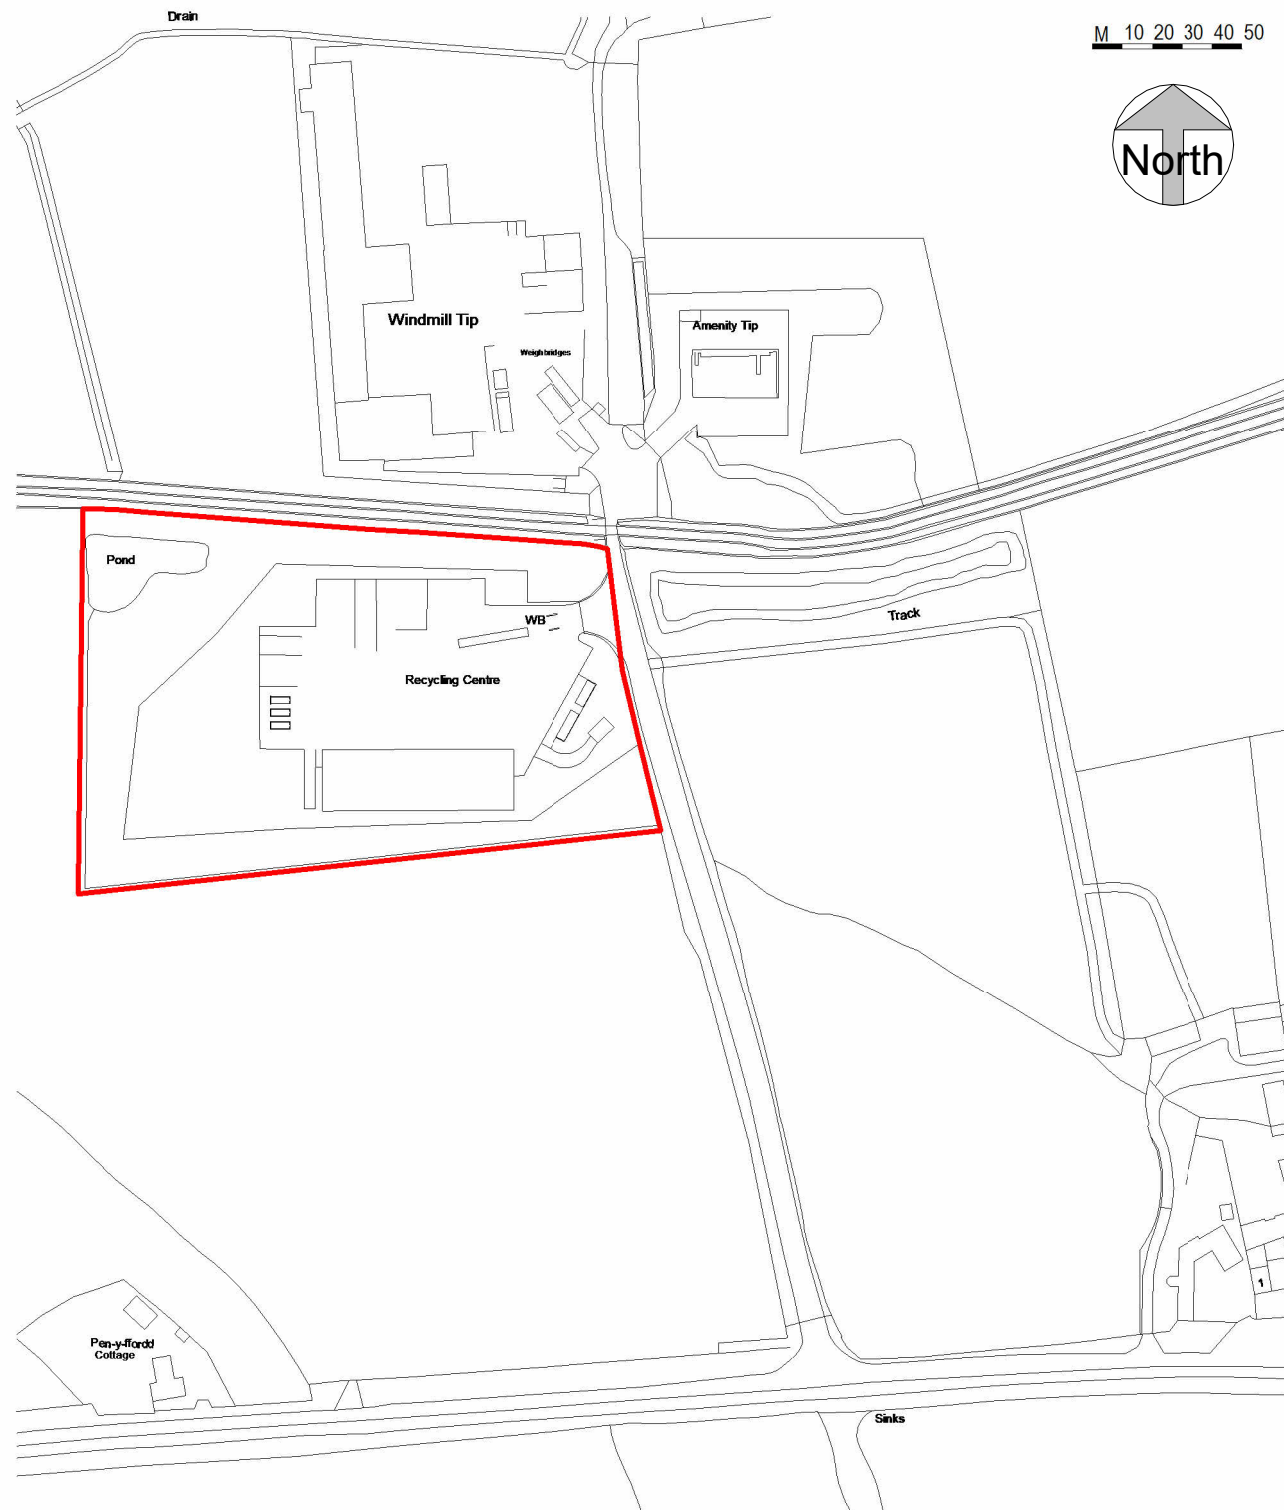 Drain
M 10 20 30 40 50
North
Windmill Tip
Amenity Tip
Weighbridges
Pond
WB
Track
Recycling Centre
1
Pen-y-ffordd
Cottage
Sinks